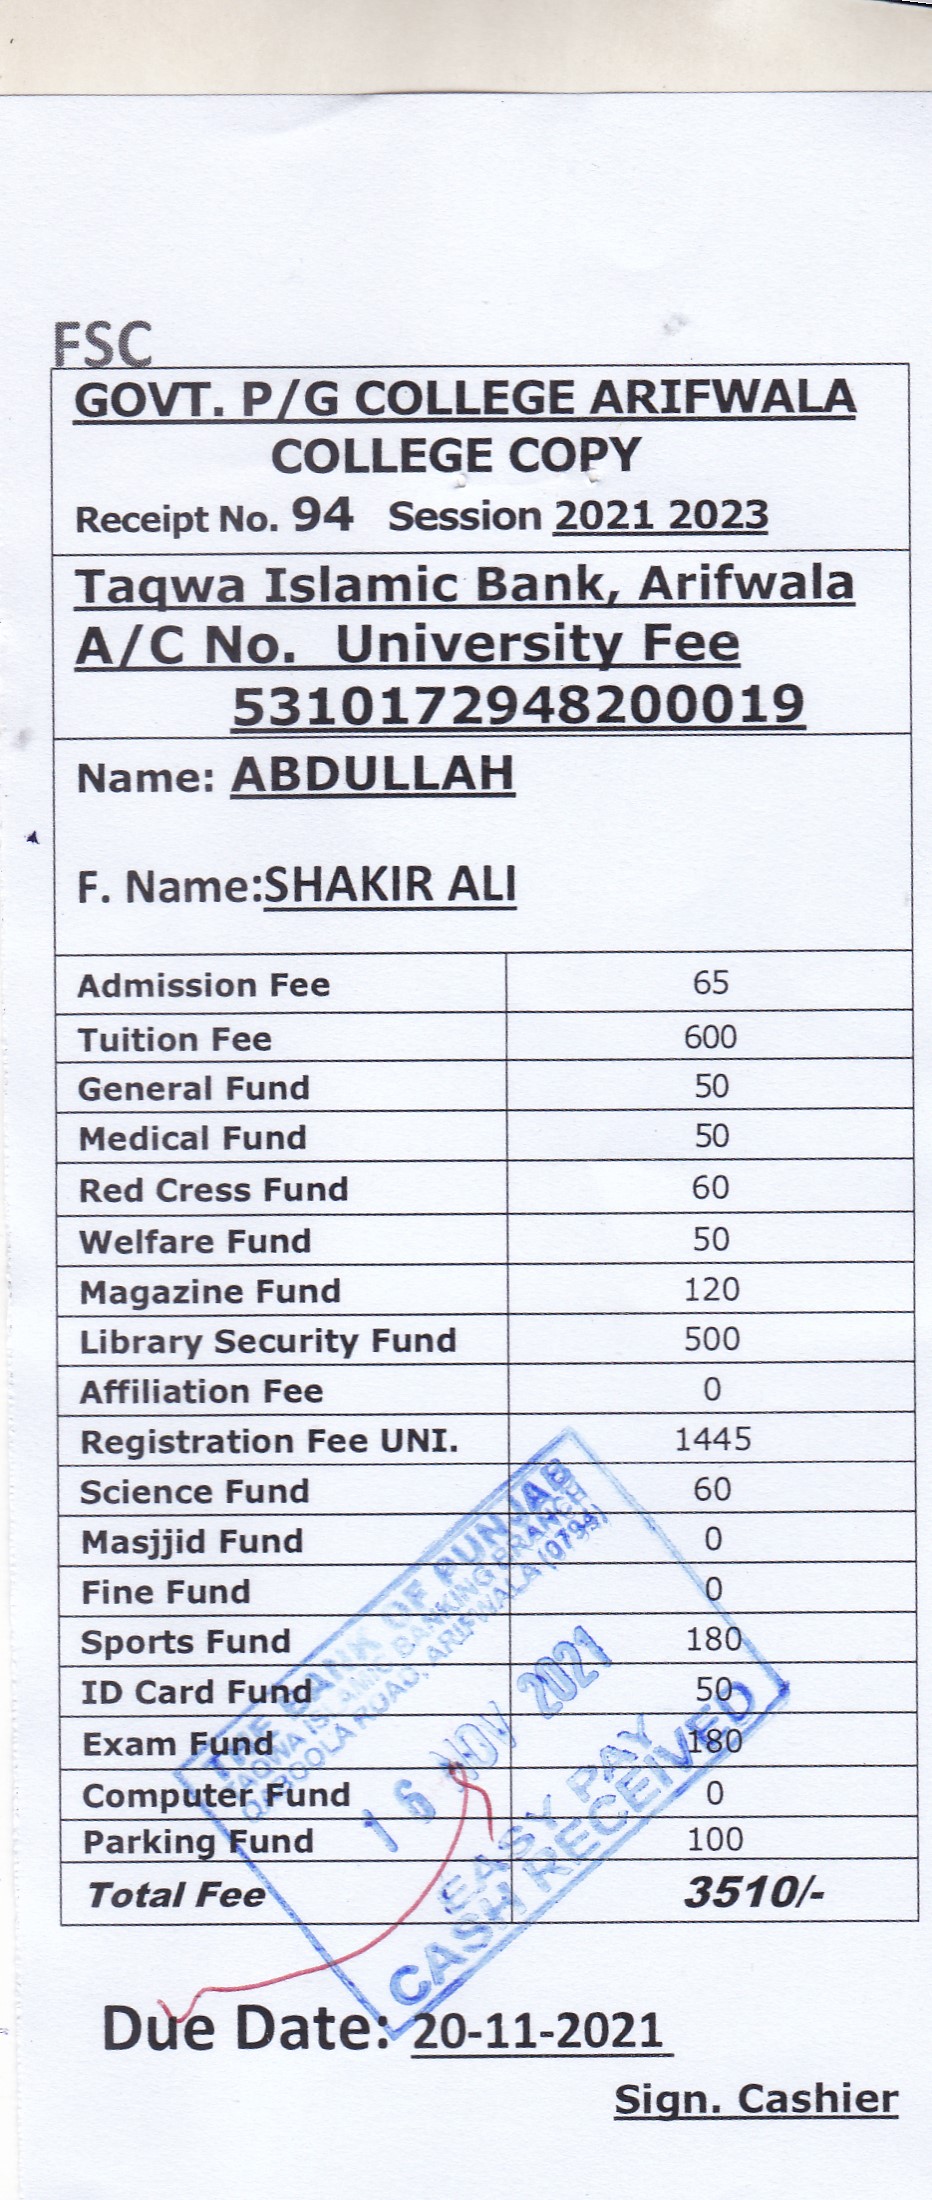 FSC
GOVT. P/G COLLEGE ARIFWALA
COLLEGE COPY
Receipt No. 94 Session 2021 2023
Taqwa Islamic Bank, Arifwala
A/C No. University Fee
5310172948200019
Name: ABDULLAH
F. Name:SHAKIR ALI
Admission Fee 65
Tuition Fee 600
General Fund 50
Medical Fund 50
Red Cress Fund 60
Welfare Fund 50
Magazine Fund 120
Library Security Fund 500
Affiliation Fee 0
Registration Fee UNI. 1445
Science Fund 60
Masjjid Fund 0
Fine Fund 0
Sports Fund 180
ID Card Fund 50
Exam Fund 180
Computer Fund 0
Parking Fund 100
Total Fee 3510/-
THE BANK OF PUNJAB
TAQWA ISLAMIC BANKING BRANCH
QABOOLA ROAD, ARIFWALA (0794)
16 NOV 2021
EASY PAY
CASH RECEIVED
Due Date: 20-11-2021
Sign. Cashier